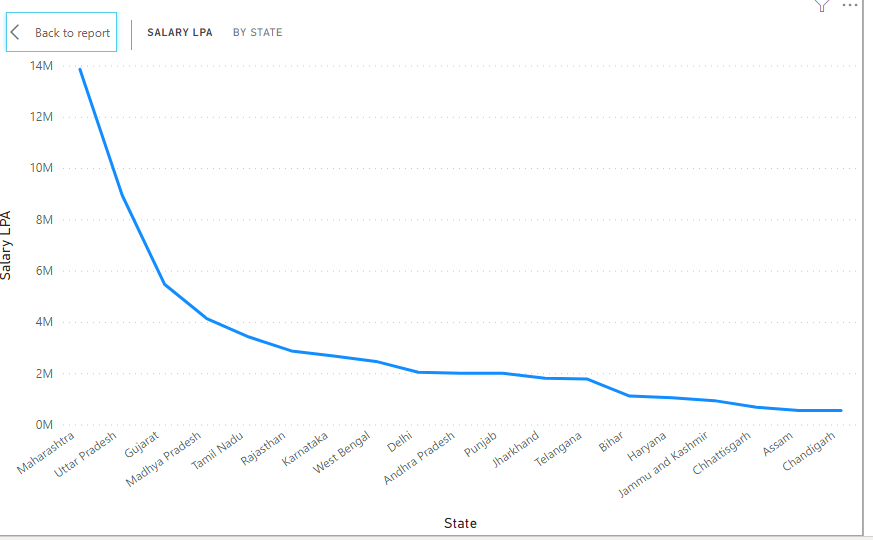 Back to report
SALARY LPA BY STATE
14M
12M
10M
8M
6M
4M
2M
0M
Salary LPA
Maharashtra
Uttar Pradesh
Gujarat
Madhya Pradesh
Tamil Nadu
Rajasthan
Karnataka
West Bengal
Delhi
Andhra Pradesh
Punjab
Jharkhand
Telangana
Bihar
Haryana
Jammu and Kashmir
Chhattisgarh
Assam
Chandigarh
State